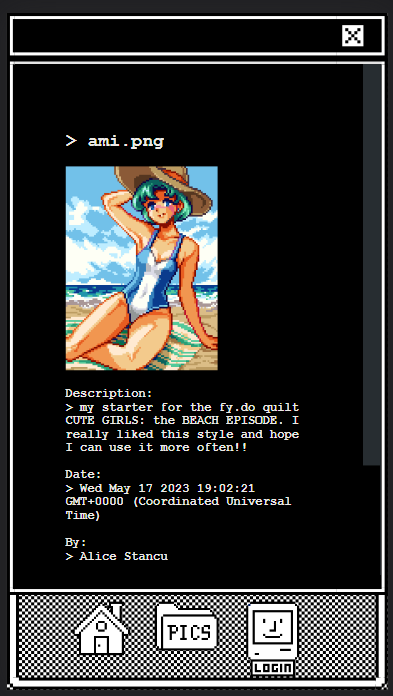 > ami.png
Description:
> my starter for the fy.do quilt
CUTE GIRLS: the BEACH EPISODE. I
really liked this style and hope
I can use it more often!!
Date:
> Wed May 17 2023 19:02:21
GMT+0000 (Coordinated Universal
Time)
By:
> Alice Stancu
PICS
LOGIN